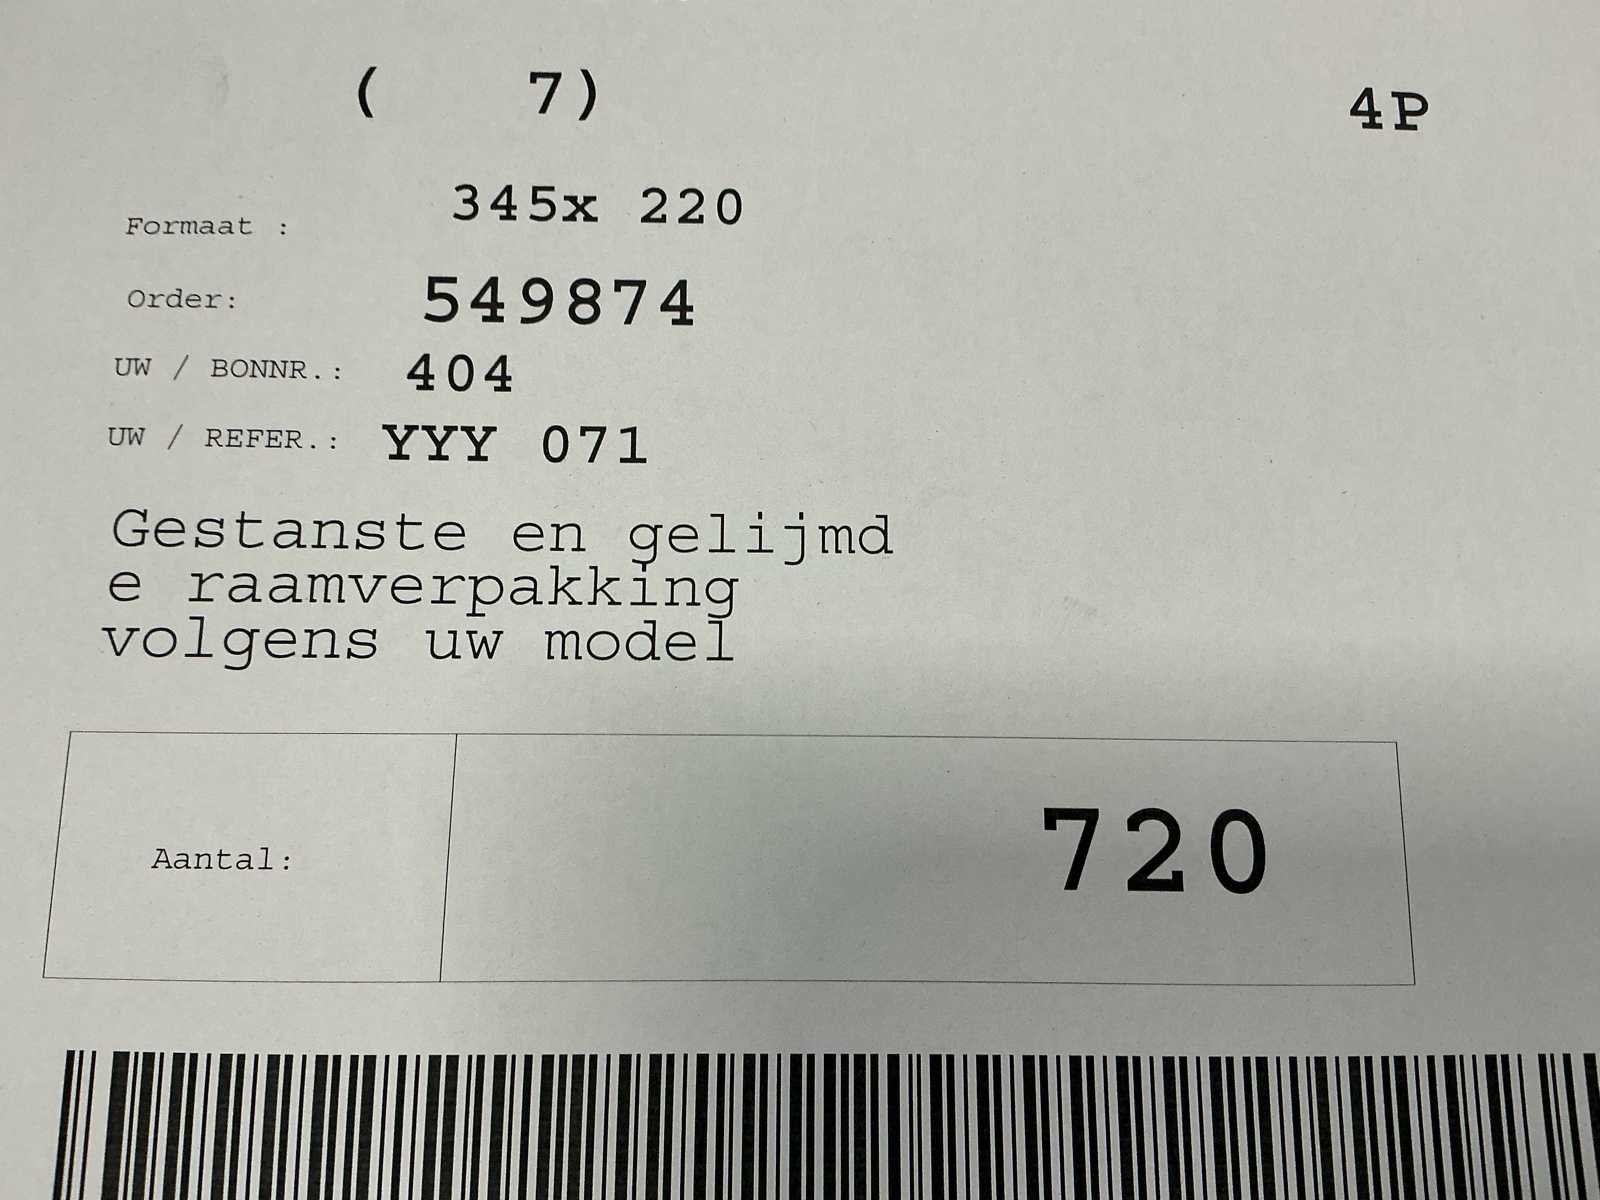 ( 7)
4P
Formaat : 345x 220
Order: 549874
UW / BONNR.: 404
UW / REFER.: YYY 071
Gestanste en gelijmd
e raamverpakking
volgens uw model
Aantal: 720